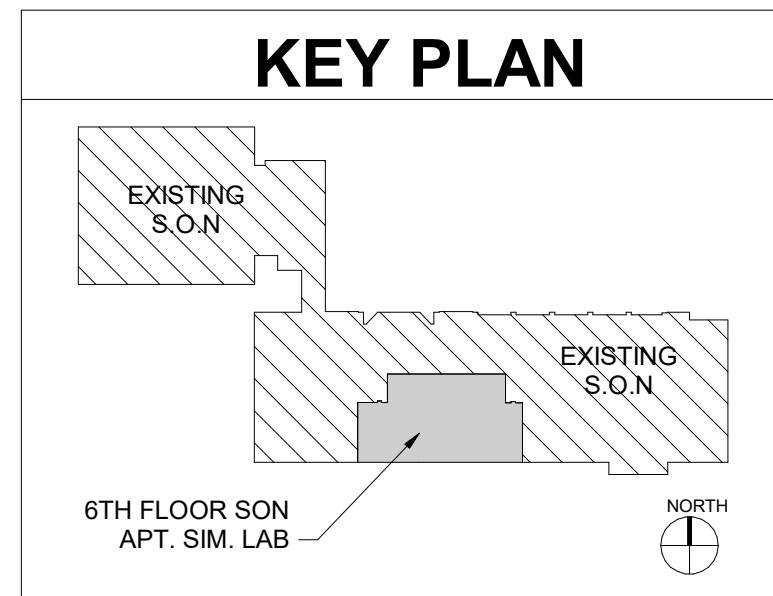 KEY PLAN
EXISTING
S.O.N
EXISTING
S.O.N
6TH FLOOR SON
APT. SIM. LAB
NORTH